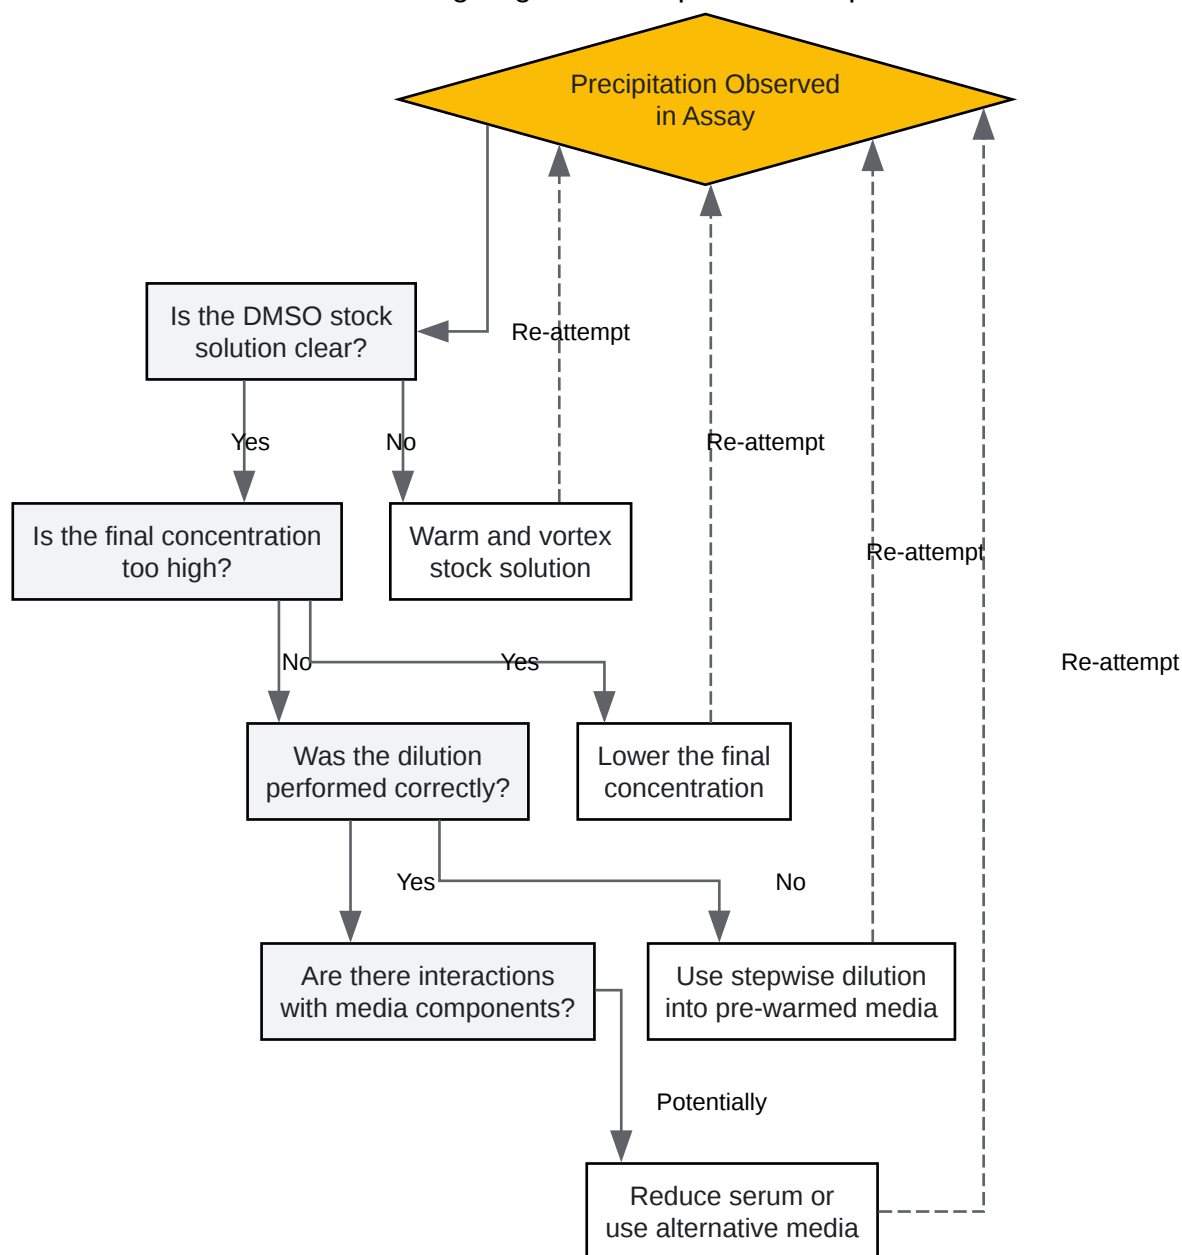 Precipitation Observed
in Assay
Is the DMSO stock
solution clear?
Re-attempt
Yes
No
Re-attempt
Is the final concentration
too high?
Warm and vortex
stock solution
Re-attempt
No
Yes
Re-attempt
Was the dilution
performed correctly?
Lower the final
concentration
Yes
No
Are there interactions
with media components?
Use stepwise dilution
into pre-warmed media
Potentially
Reduce serum or
use alternative media